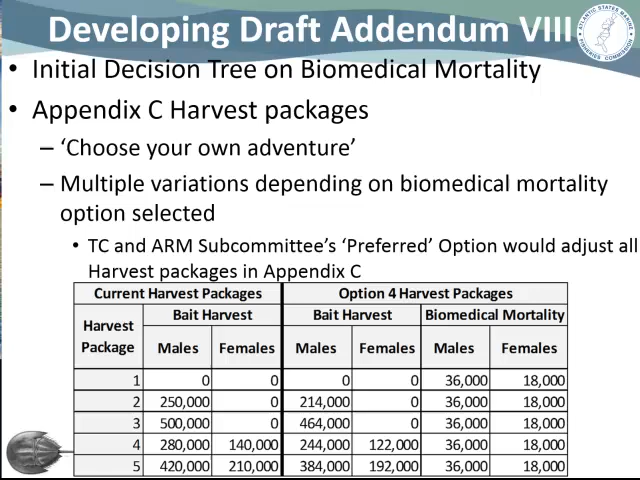 Developing Draft Addendum VIII
ATLANTIC STATES MARINE
FISHERIES COMMISSION
• Initial Decision Tree on Biomedical Mortality
• Appendix C Harvest packages
– ‘Choose your own adventure’
– Multiple variations depending on biomedical mortality
option selected
• TC and ARM Subcommittee’s ‘Preferred’ Option would adjust all
Harvest packages in Appendix C
Current Harvest Packages Option 4 Harvest Packages
Harvest Package Bait Harvest Bait Harvest Biomedical Mortality
Males Females Males Females Males Females
1 0 0 0 0 36,000 18,000
2 250,000 0 214,000 0 36,000 18,000
3 500,000 0 464,000 0 36,000 18,000
4 280,000 140,000 244,000 122,000 36,000 18,000
5 420,000 210,000 384,000 192,000 36,000 18,000